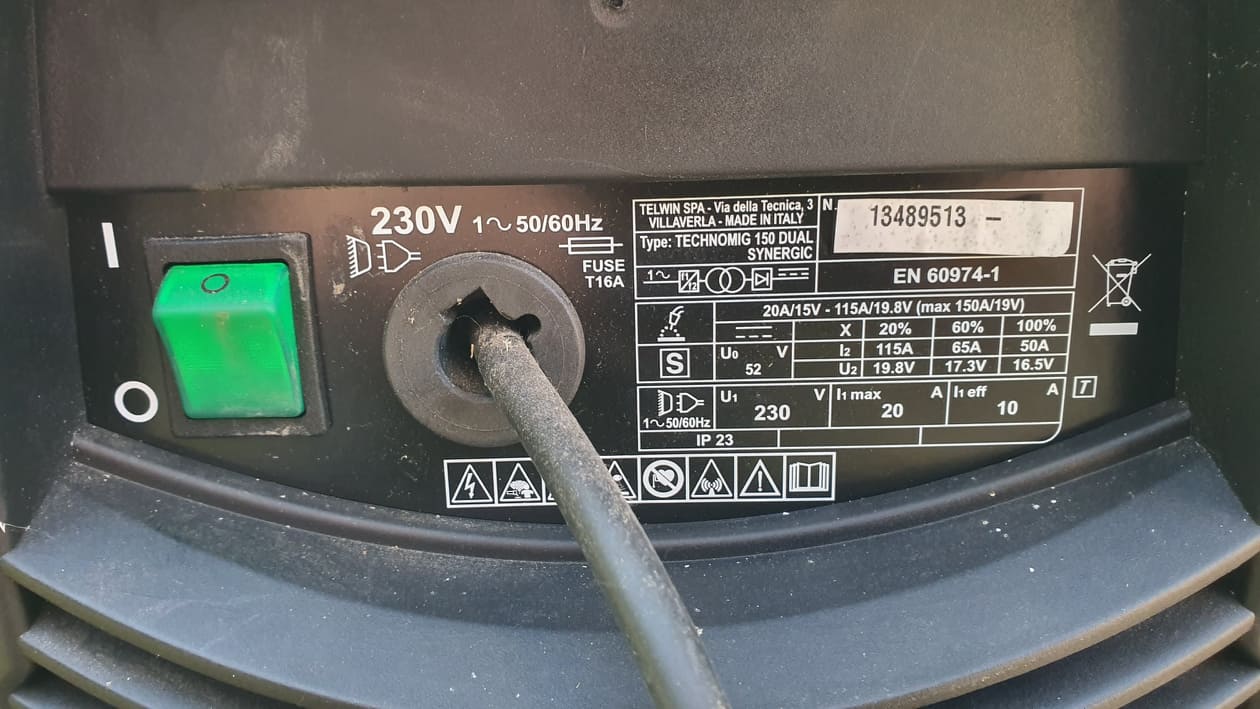 I
O
O
230V 1~ 50/60Hz
FUSE
T16A
TELWIN SPA - Via della Tecnica, 3
VILLAVERLA - MADE IN ITALY
Type: TECHNOMIG 150 DUAL
SYNERGIC
N. 13489513 –
1~ f1 f2
EN 60974-1
20A/15V - 115A/19.8V (max 150A/19V)
X 20% 60% 100%
S U0 V I2 115A 65A 50A
52 U2 19.8V 17.3V 16.5V
U1 V I1 max A I1 eff A T
1~50/60Hz 230 20 10
IP 23